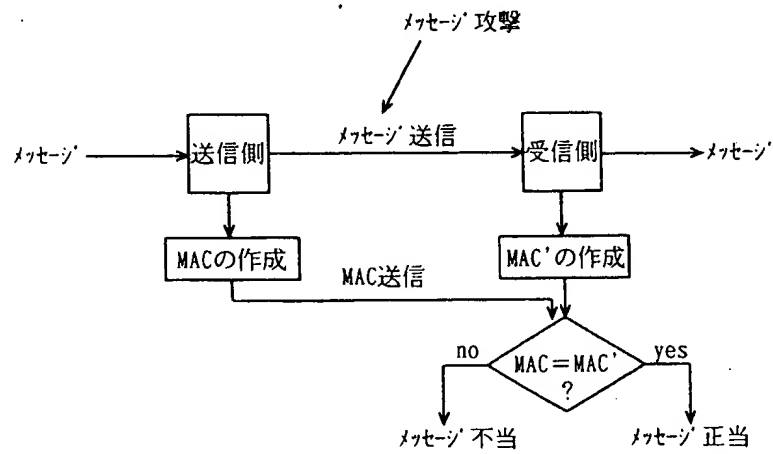 ﾒｯｾｰｼﾞ 攻撃
ﾒｯｾｰｼﾞ
送信側
ﾒｯｾｰｼﾞ 送信
受信側
ﾒｯｾｰｼﾞ
MACの作成
MAC送信
MAC'の作成
no
MAC=MAC'
?
yes
ﾒｯｾｰｼﾞ 不当
ﾒｯｾｰｼﾞ 正当